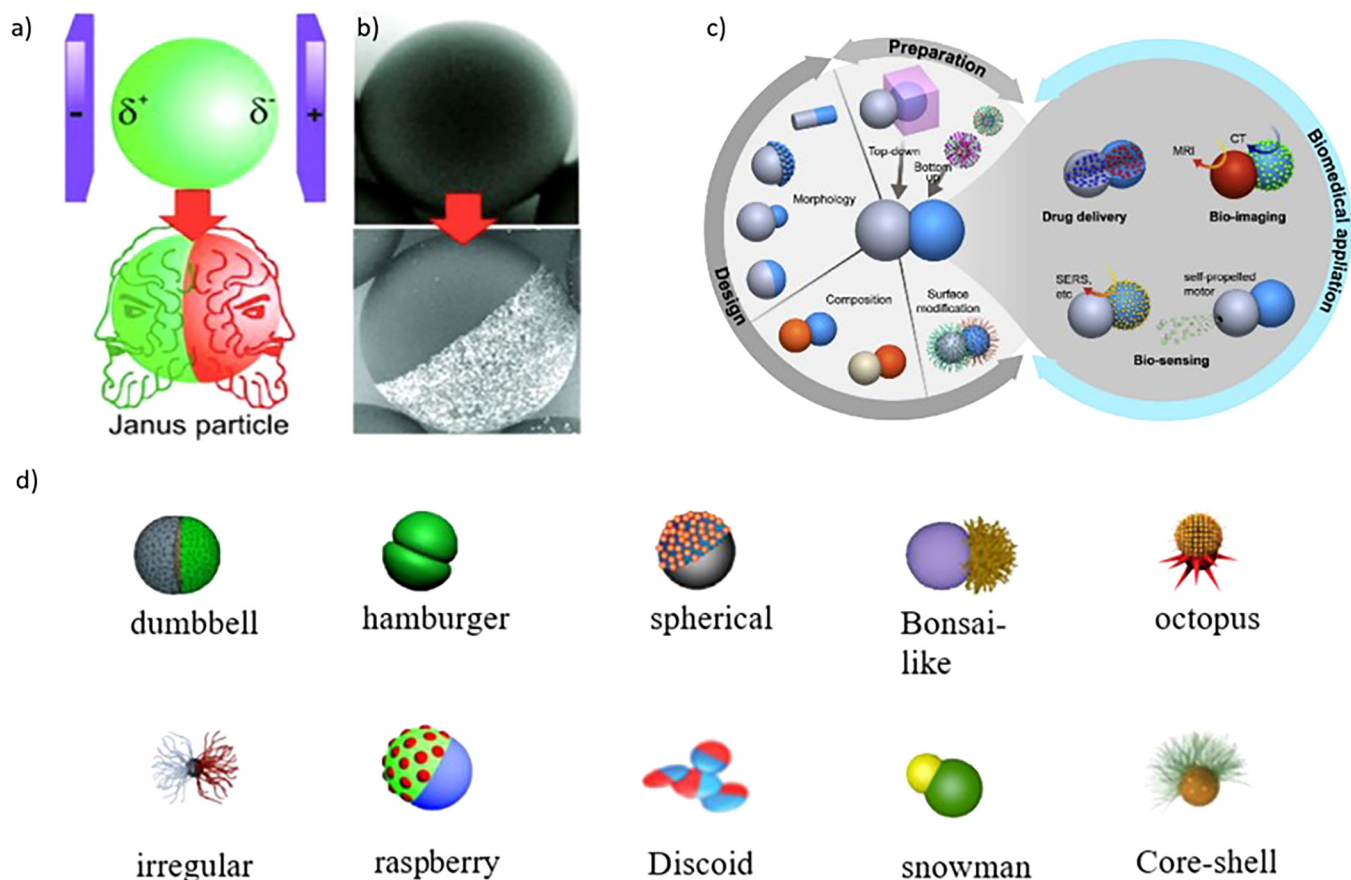 a)
-
δ+
δ-
+
Janus particle
b)
c)
Preparation
Design
Biomedical appliation
Top-down
Bottom
up
Morphology
Composition
Surface
modification
MRI
CT
Drug delivery
Bio-imaging
SERS,
etc
self-propelled
motor
Bio-sensing
d)
dumbbell
hamburger
spherical
Bonsai-
like
octopus
irregular
raspberry
Discoid
snowman
Core-shell